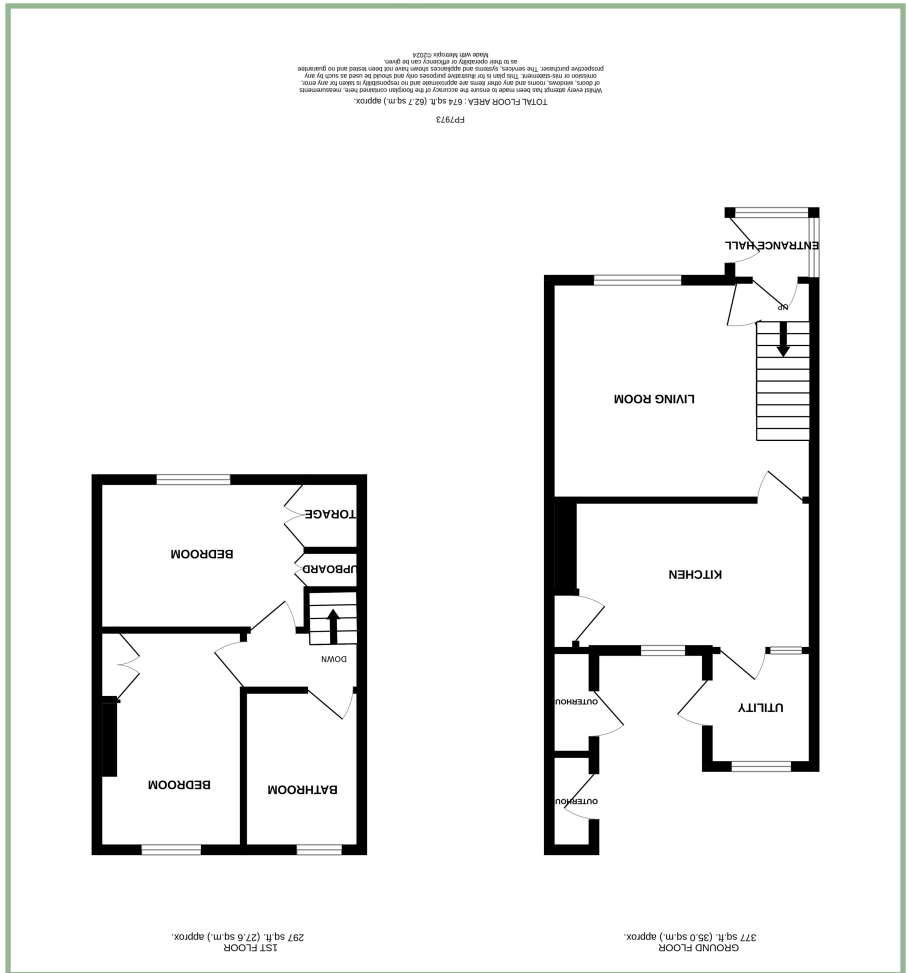 GROUND FLOOR
377 sq.ft. (35.0 sq.m.) approx.
OUTERHOU
OUTERHOU
UTILITY
KITCHEN
LIVING ROOM
UP
ENTRANCE HALL
1ST FLOOR
297 sq.ft. (27.6 sq.m.) approx.
BATHROOM
BEDROOM
DOWN
UPBOARD
TORAGE
BEDROOM
FP7973
TOTAL FLOOR AREA : 674 sq.ft. (62.7 sq.m.) approx.
Whilst every attempt has been made to ensure the accuracy of the floorplan contained here, measurements
of doors, windows, rooms and any other items are approximate and no responsibility is taken for any error,
omission or mis-statement. This plan is for illustrative purposes only and should be used as such by any
prospective purchaser. The services, systems and appliances shown have not been tested and no guarantee
as to their operability or efficiency can be given.
Made with Metropix ©2024